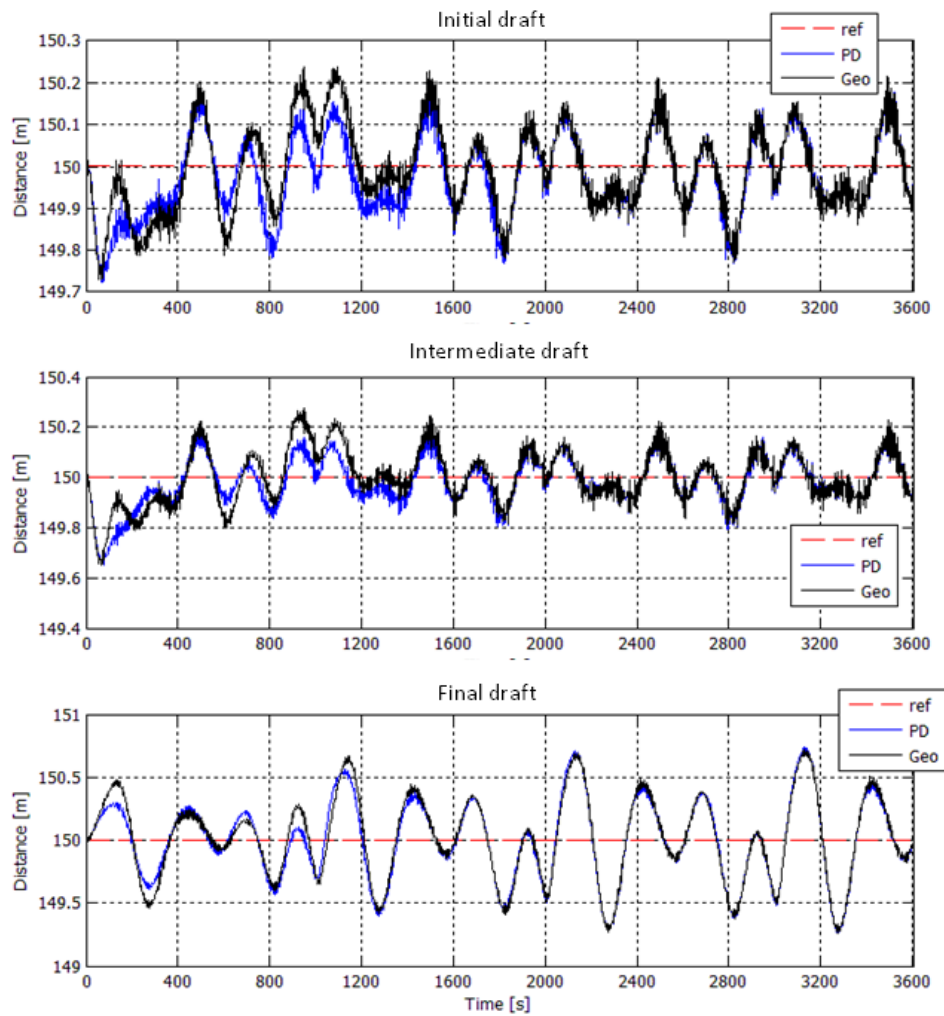 Initial draft
150.3
150.2
150.1
150
149.9
149.8
149.7
Distance [m]
ref
PD
Geo
0 400 800 1200 1600 2000 2400 2800 3200 3600
Intermediate draft
150.4
150.2
150
149.8
149.6
149.4
Distance [m]
ref
PD
Geo
0 400 800 1200 1600 2000 2400 2800 3200 3600
Final draft
151
150.5
150
149.5
149
Distance [m]
ref
PD
Geo
0 400 800 1200 1600 2000 2400 2800 3200 3600
Time [s]